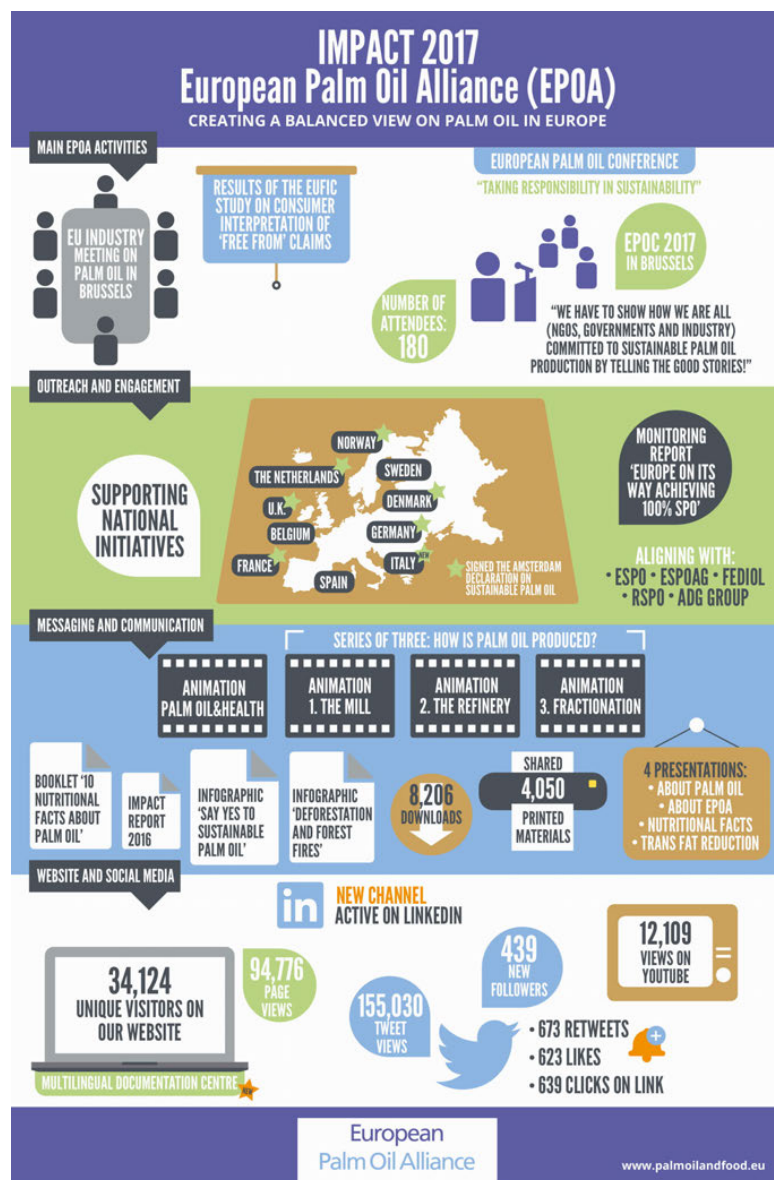 IMPACT 2017
European Palm Oil Alliance (EPOA)
CREATING A BALANCED VIEW ON PALM OIL IN EUROPE
MAIN EPOA ACTIVITIES
EU INDUSTRY
MEETING ON
PALM OIL IN
BRUSSELS
RESULTS OF THE EUFIC
STUDY ON CONSUMER
INTERPRETATION OF
'FREE FROM' CLAIMS
EUROPEAN PALM OIL CONFERENCE
"TAKING RESPONSIBILITY IN SUSTAINABILITY"
EPOC 2017
IN BRUSSELS
NUMBER OF
ATTENDEES:
180
"WE HAVE TO SHOW HOW WE ARE ALL
(NGOS, GOVERNMENTS AND INDUSTRY)
COMMITTED TO SUSTAINABLE PALM OIL
PRODUCTION BY TELLING THE GOOD STORIES!"
OUTREACH AND ENGAGEMENT
SUPPORTING
NATIONAL
INITIATIVES
NORWAY
THE NETHERLANDS
SWEDEN
U.K.
DENMARK
BELGIUM
GERMANY
FRANCE
ITALY
NEW
SPAIN
SIGNED THE AMSTERDAM
DECLARATION ON
SUSTAINABLE PALM OIL
MONITORING
REPORT
'EUROPE ON ITS
WAY ACHIEVING
100% SPO'
ALIGNING WITH:
• ESPO • ESPOAG • FEDIOL
• RSPO • ADG GROUP
MESSAGING AND COMMUNICATION
SERIES OF THREE: HOW IS PALM OIL PRODUCED?
ANIMATION
PALM OIL&HEALTH
ANIMATION
1. THE MILL
ANIMATION
2. THE REFINERY
ANIMATION
3. FRACTIONATION
BOOKLET '10
NUTRITIONAL
FACTS ABOUT
PALM OIL'
IMPACT
REPORT
2016
INFOGRAPHIC
'SAY YES TO
SUSTAINABLE
PALM OIL'
INFOGRAPHIC
'DEFORESTATION
AND FOREST
FIRES'
8,206
DOWNLOADS
SHARED
4,050
PRINTED
MATERIALS
4 PRESENTATIONS:
• ABOUT PALM OIL
• ABOUT EPOA
• NUTRITIONAL FACTS
• TRANS FAT REDUCTION
WEBSITE AND SOCIAL MEDIA
in
NEW CHANNEL
ACTIVE ON LINKEDIN
34,124
UNIQUE VISITORS ON
OUR WEBSITE
MULTILINGUAL DOCUMENTATION CENTRE
NEW
94,776
PAGE
VIEWS
155,030
TWEET
VIEWS
439
NEW
FOLLOWERS
• 673 RETWEETS
• 623 LIKES
• 639 CLICKS ON LINK
12,109
VIEWS ON
YOUTUBE
European
Palm Oil Alliance
www.palmoilandfood.eu